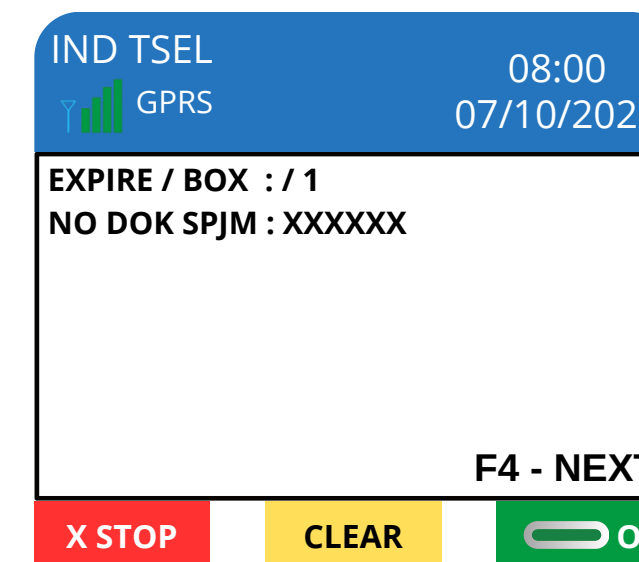 IND TSEL
GPRS
08:00
07/10/202
EXPIRE / BOX : / 1
NO DOK SPJM : XXXXXX
F4 - NEXT
X STOP
CLEAR
O